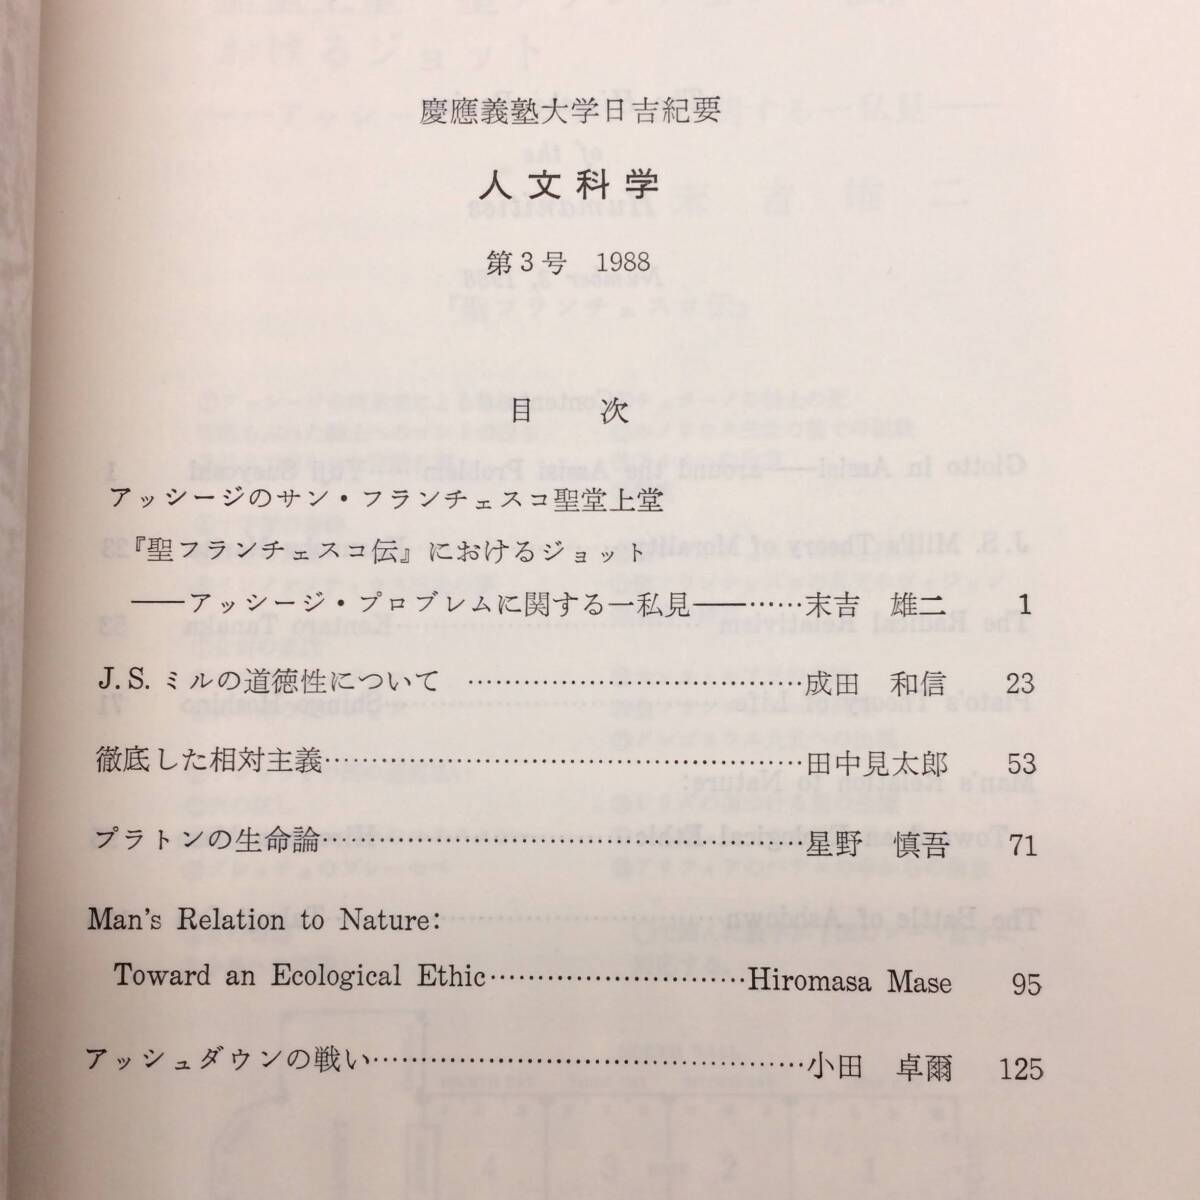 慶應義塾大学日吉紀要
人文科学
第3号 1988
目 次
アッシージのサン・フランチェスコ聖堂上堂
『聖フランチェスコ伝』におけるジョット
――アッシージ・プロブレムに関する一私見――……末吉 雄二 1
J.S.ミルの道徳性について ……………………………成田 和信 23
徹底した相対主義…………………………………………田中見太郎 53
プラトンの生命論…………………………………………星野 慎吾 71
Man's Relation to Nature:
Toward an Ecological Ethic………………………Hiromasa Mase 95
アッシュダウンの戦い……………………………………小田 卓爾 125